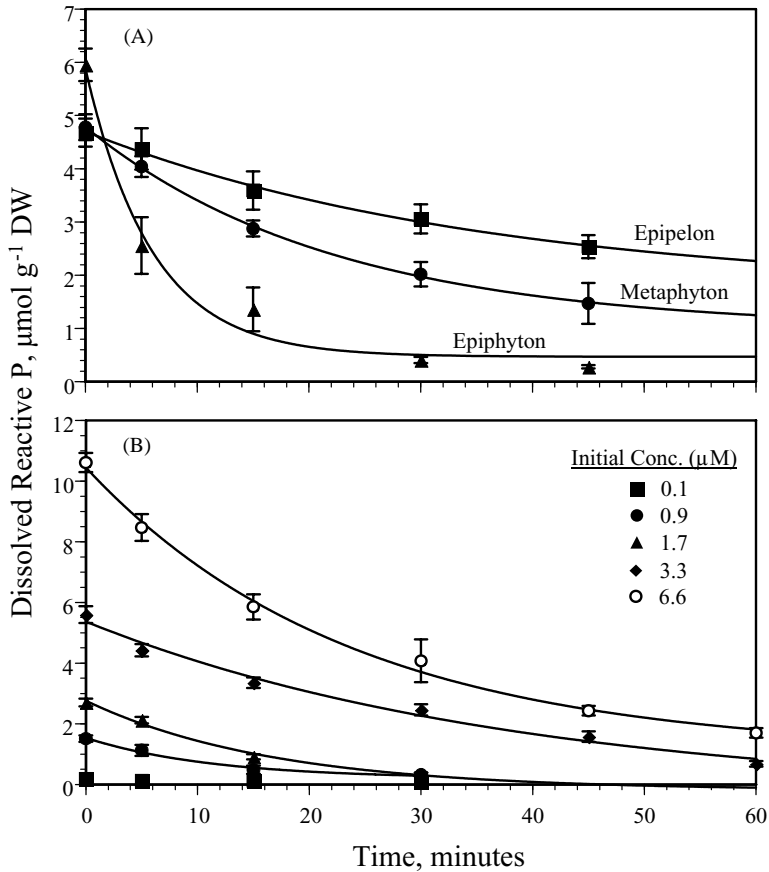 Dissolved Reactive P, μmol g⁻¹ DW
7
(A)
6
5
4
3
Epipelon
2
Metaphyton
1
Epiphyton
0
12
(B)
Initial Conc. (μM)
10
0.1
0.9
8
1.7
3.3
6
6.6
4
2
0
0 10 20 30 40 50 60
Time, minutes